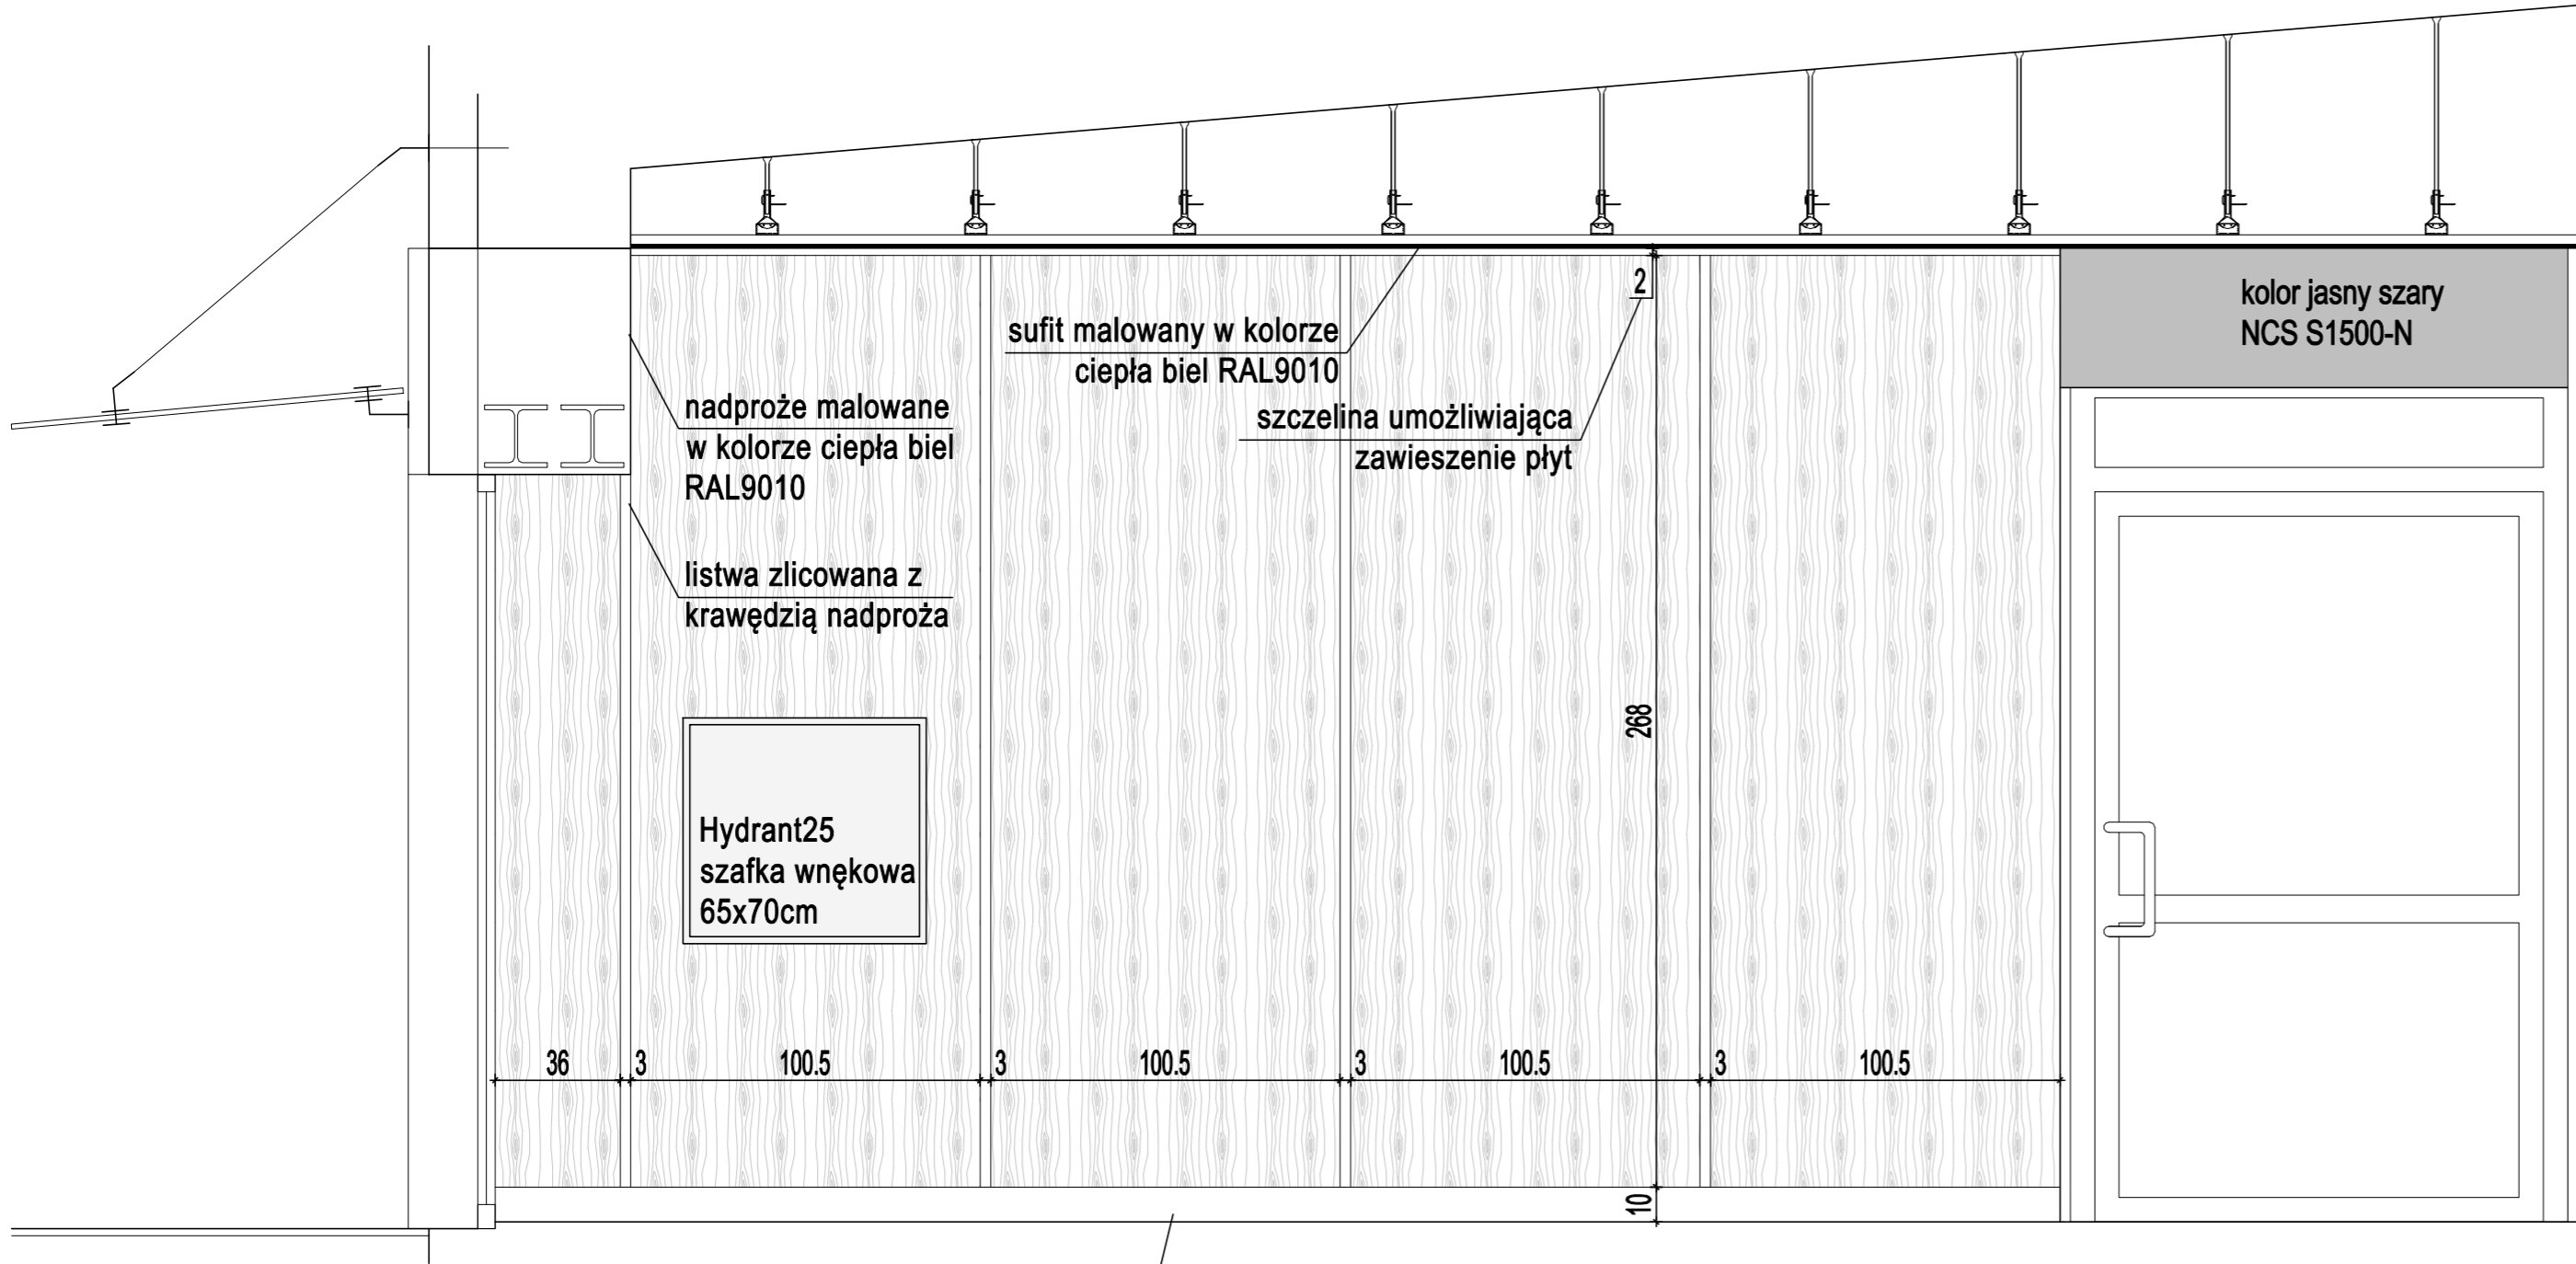 kolor jasny szary
NCS S1500-N
2
sufit malowany w kolorze
ciepła biel RAL9010
nadproże malowane
w kolorze ciepła biel
RAL9010
szczelina umożliwiająca
zawieszenie płyt
listwa zlicowana z
krawędzią nadproża
268
Hydrant25
szafka wnękowa
65x70cm
36 3 100.5 3 100.5 3 100.5 3 100.5
10